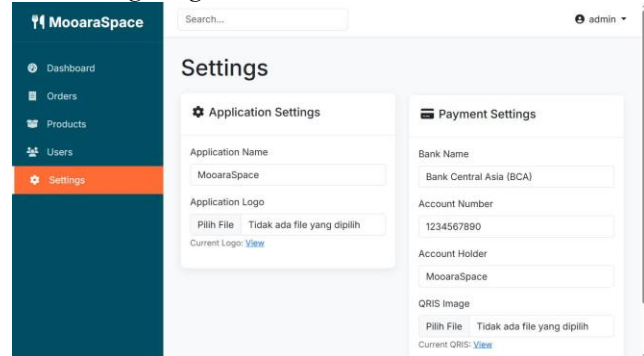 MooaraSpace
Search...
admin
Dashboard
Orders
Products
Users
Settings
Settings
Application Settings
Application Name
MooaraSpace
Application Logo
Pilih File Tidak ada file yang dipilih
Current Logo: View
Payment Settings
Bank Name
Bank Central Asia (BCA)
Account Number
1234567890
Account Holder
MooaraSpace
QRIS Image
Pilih File Tidak ada file yang dipilih
Current QRIS: View